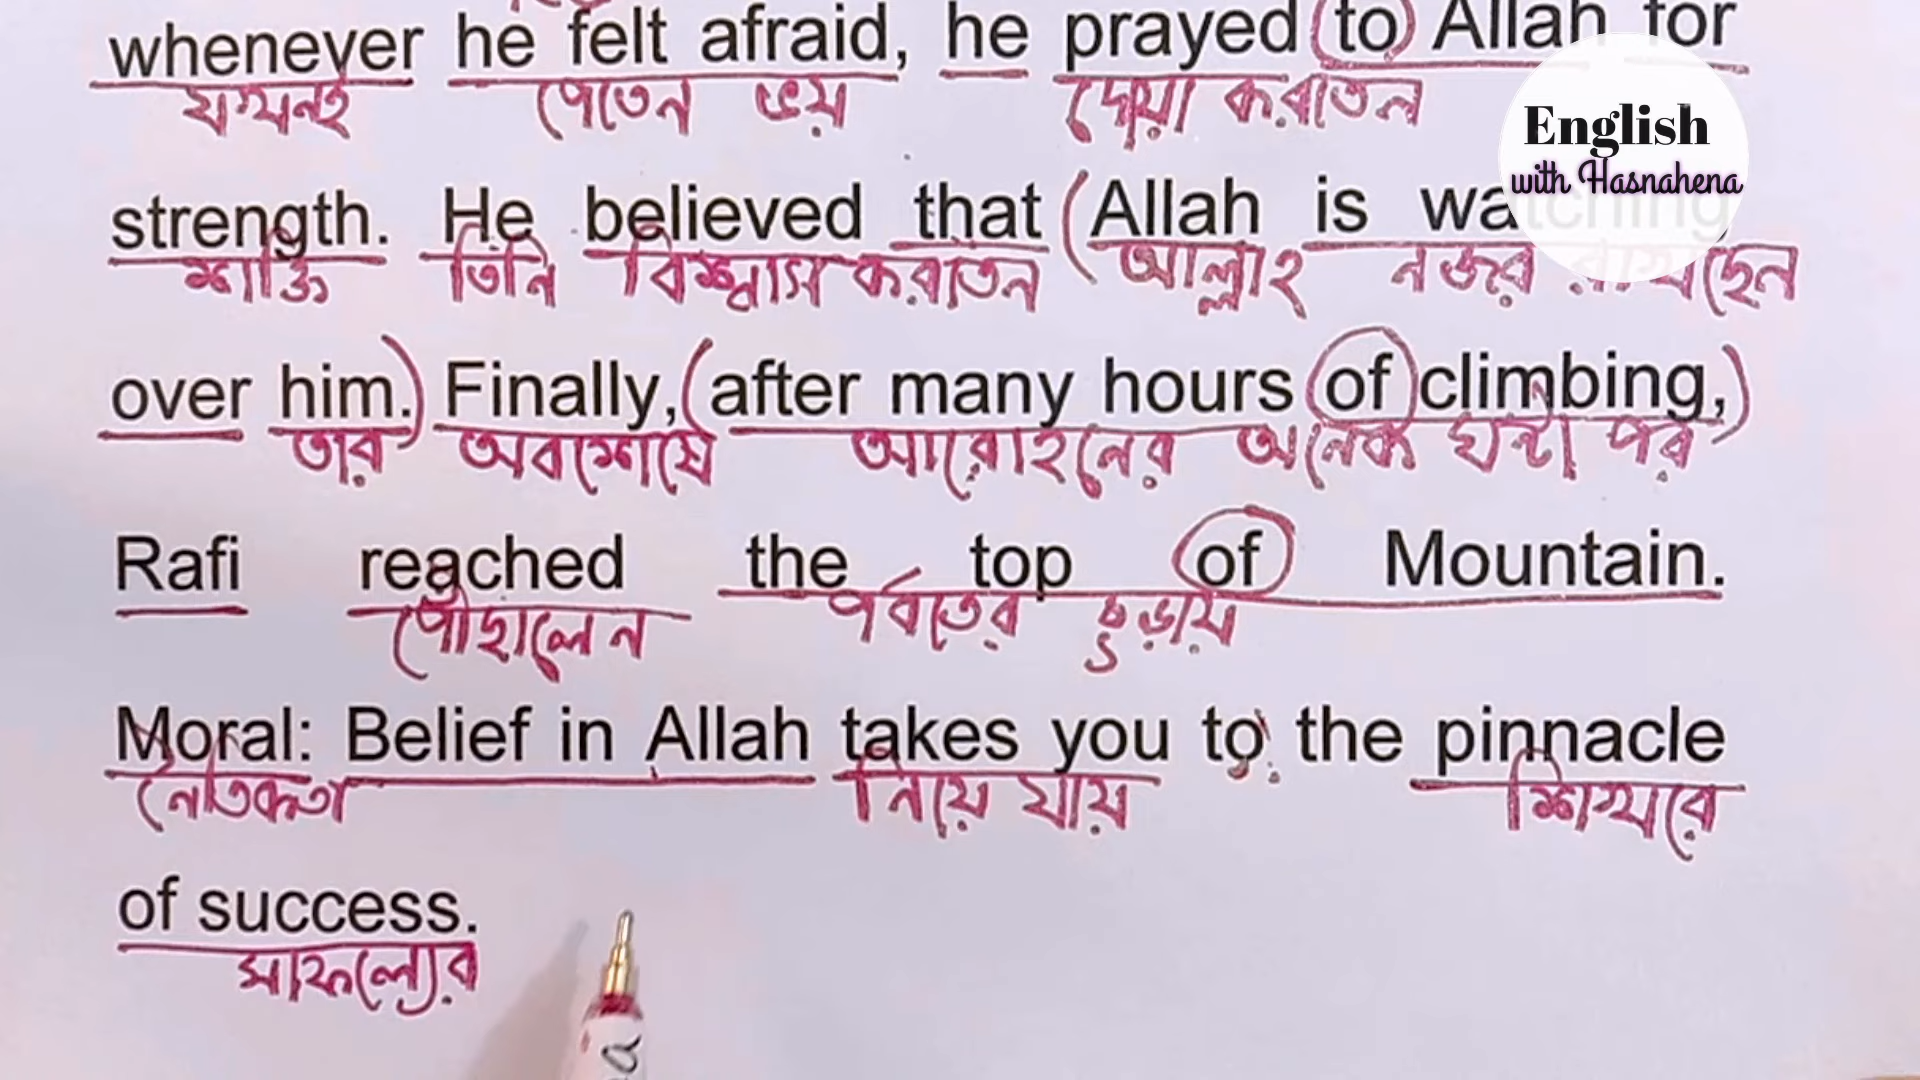 whenever he felt afraid, he prayed to Allah for
যখনই পেতেন ভয় দোয়া করতেন
English
with Hasnahena
strength. He believed that (Allah is watching
শক্তি তিনি বিশ্বাস করতেন আল্লাহ নজর রাখছেন
over him.) Finally, (after many hours of climbing,)
তার অবশেষে আরোহনের অনেক ঘন্টা পর
Rafi reached the top of Mountain.
পৌছালেন পর্বতের চুড়ায়
Moral: Belief in Allah takes you to the pinnacle
নৈতিকতা নিয়ে যায় শিখরে
of success.
সাফল্যের